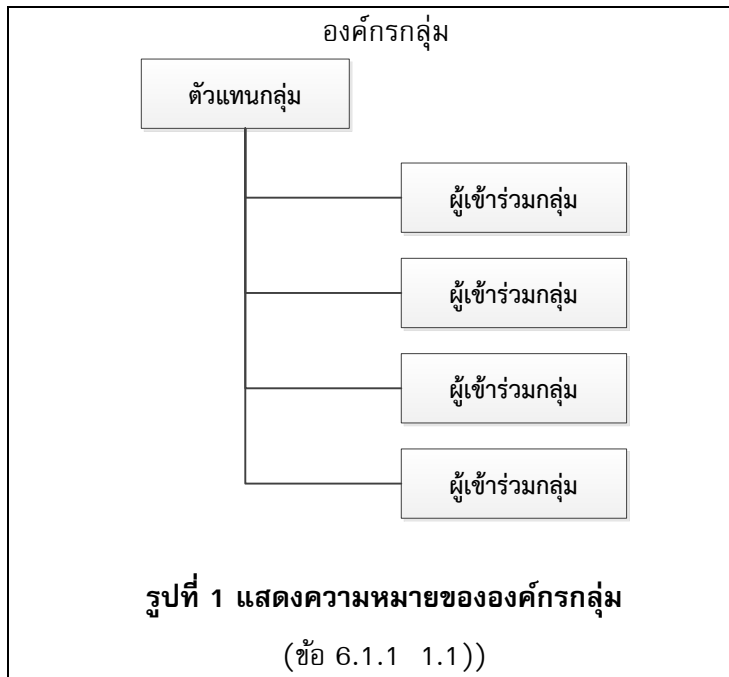 องค์กรกลุ่ม
ตัวแทนกลุ่ม
ผู้เข้าร่วมกลุ่ม
ผู้เข้าร่วมกลุ่ม
ผู้เข้าร่วมกลุ่ม
ผู้เข้าร่วมกลุ่ม
รูปที่ 1 แสดงความหมายขององค์กรกลุ่ม
(ข้อ 6.1.1 1.1))